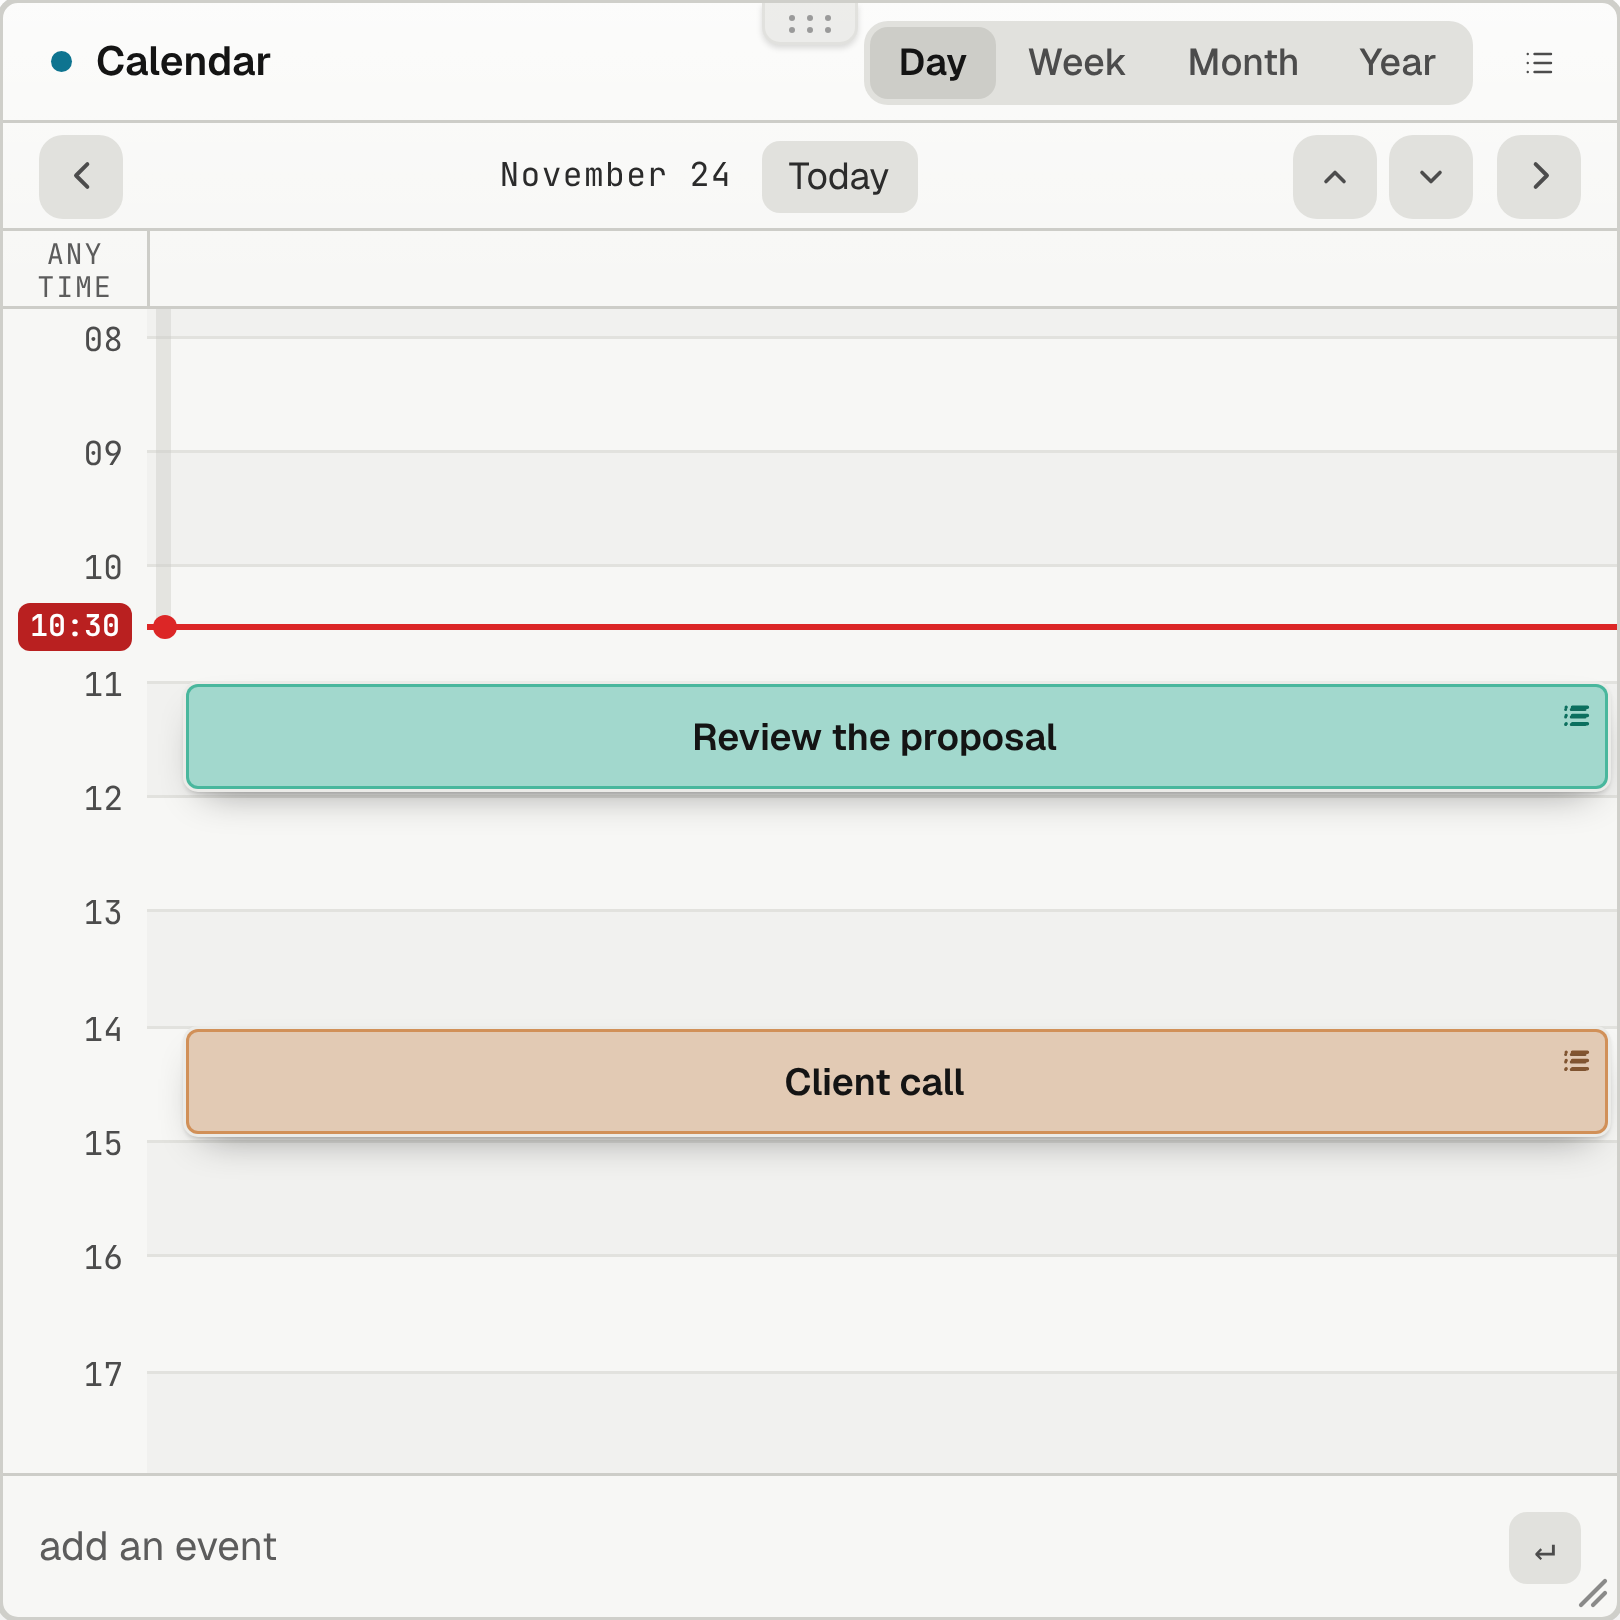 Calendar
Day Week Month Year
November 24 Today
ANY
TIME
08
09
10
10:30
11
Review the proposal
12
13
14
Client call
15
16
17
add an event